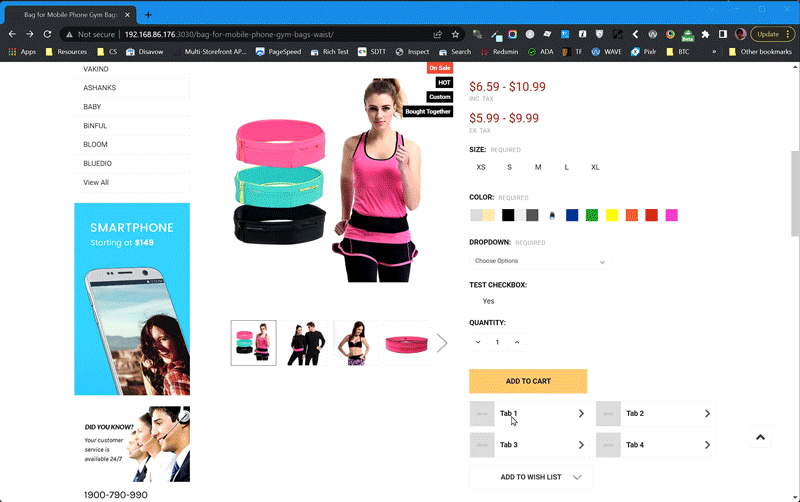 Bag for Mobile Phone Gym Bags
Not secure
192.168.86.176:3030/bag-for-mobile-phone-gym-bags-waist/
Update
Apps
Resources
CS
Disavow
Multi-Storefront AP...
PageSpeed
Rich Test
SDTT
Inspect
Search
Redsmin
ADA
TF
WAVE
Pixlr
BTC
Other bookmarks
VAKIND
ASHANKS
BABY
BiNFUL
BLOOM
BLUEDIO
View All
SMARTPHONE
Starting at $149
DID YOU KNOW?
Your customer
service is
available 24/7
1900-790-990
On Sale
HOT
Custom
Bought Together
$6.59 - $10.99
INC. TAX
$5.99 - $9.99
EX. TAX
SIZE: REQUIRED
XS S M L XL
COLOR: REQUIRED
DROPDOWN: REQUIRED
Choose Options
TEST CHECKBOX:
Yes
QUANTITY:
1
ADD TO CART
Tab 1
Tab 2
Tab 3
Tab 4
ADD TO WISH LIST